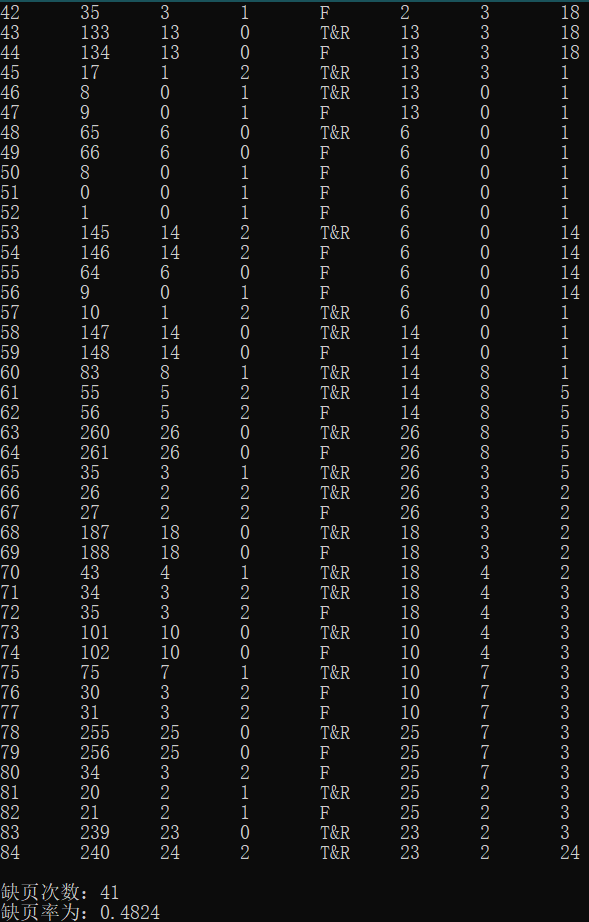 42 35 3 1 F 2 3 18
43 133 13 0 T&R 13 3 18
44 134 13 0 F 13 3 18
45 17 1 2 T&R 13 3 1
46 8 0 1 T&R 13 0 1
47 9 0 1 F 13 0 1
48 65 6 0 T&R 6 0 1
49 66 6 0 F 6 0 1
50 8 0 1 F 6 0 1
51 0 0 1 F 6 0 1
52 1 0 1 F 6 0 1
53 145 14 2 T&R 6 0 14
54 146 14 2 F 6 0 14
55 64 6 0 F 6 0 14
56 9 0 1 F 6 0 14
57 10 1 2 T&R 6 0 1
58 147 14 0 T&R 14 0 1
59 148 14 0 F 14 0 1
60 83 8 1 T&R 14 8 1
61 55 5 2 T&R 14 8 5
62 56 5 2 F 14 8 5
63 260 26 0 T&R 26 8 5
64 261 26 0 F 26 8 5
65 35 3 1 T&R 26 3 5
66 26 2 2 T&R 26 3 2
67 27 2 2 F 26 3 2
68 187 18 0 T&R 18 3 2
69 188 18 0 F 18 3 2
70 43 4 1 T&R 18 4 2
71 34 3 2 T&R 18 4 3
72 35 3 2 F 18 4 3
73 101 10 0 T&R 10 4 3
74 102 10 0 F 10 4 3
75 75 7 1 T&R 10 7 3
76 30 3 2 F 10 7 3
77 31 3 2 F 10 7 3
78 255 25 0 T&R 25 7 3
79 256 25 0 F 25 7 3
80 34 3 2 F 25 7 3
81 20 2 1 T&R 25 2 3
82 21 2 1 F 25 2 3
83 239 23 0 T&R 23 2 3
84 240 24 2 T&R 23 2 24
缺页次数：41
缺页率为：0.4824